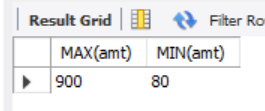 Result Grid Filter Ro
MAX(amt) MIN(amt)
900 80